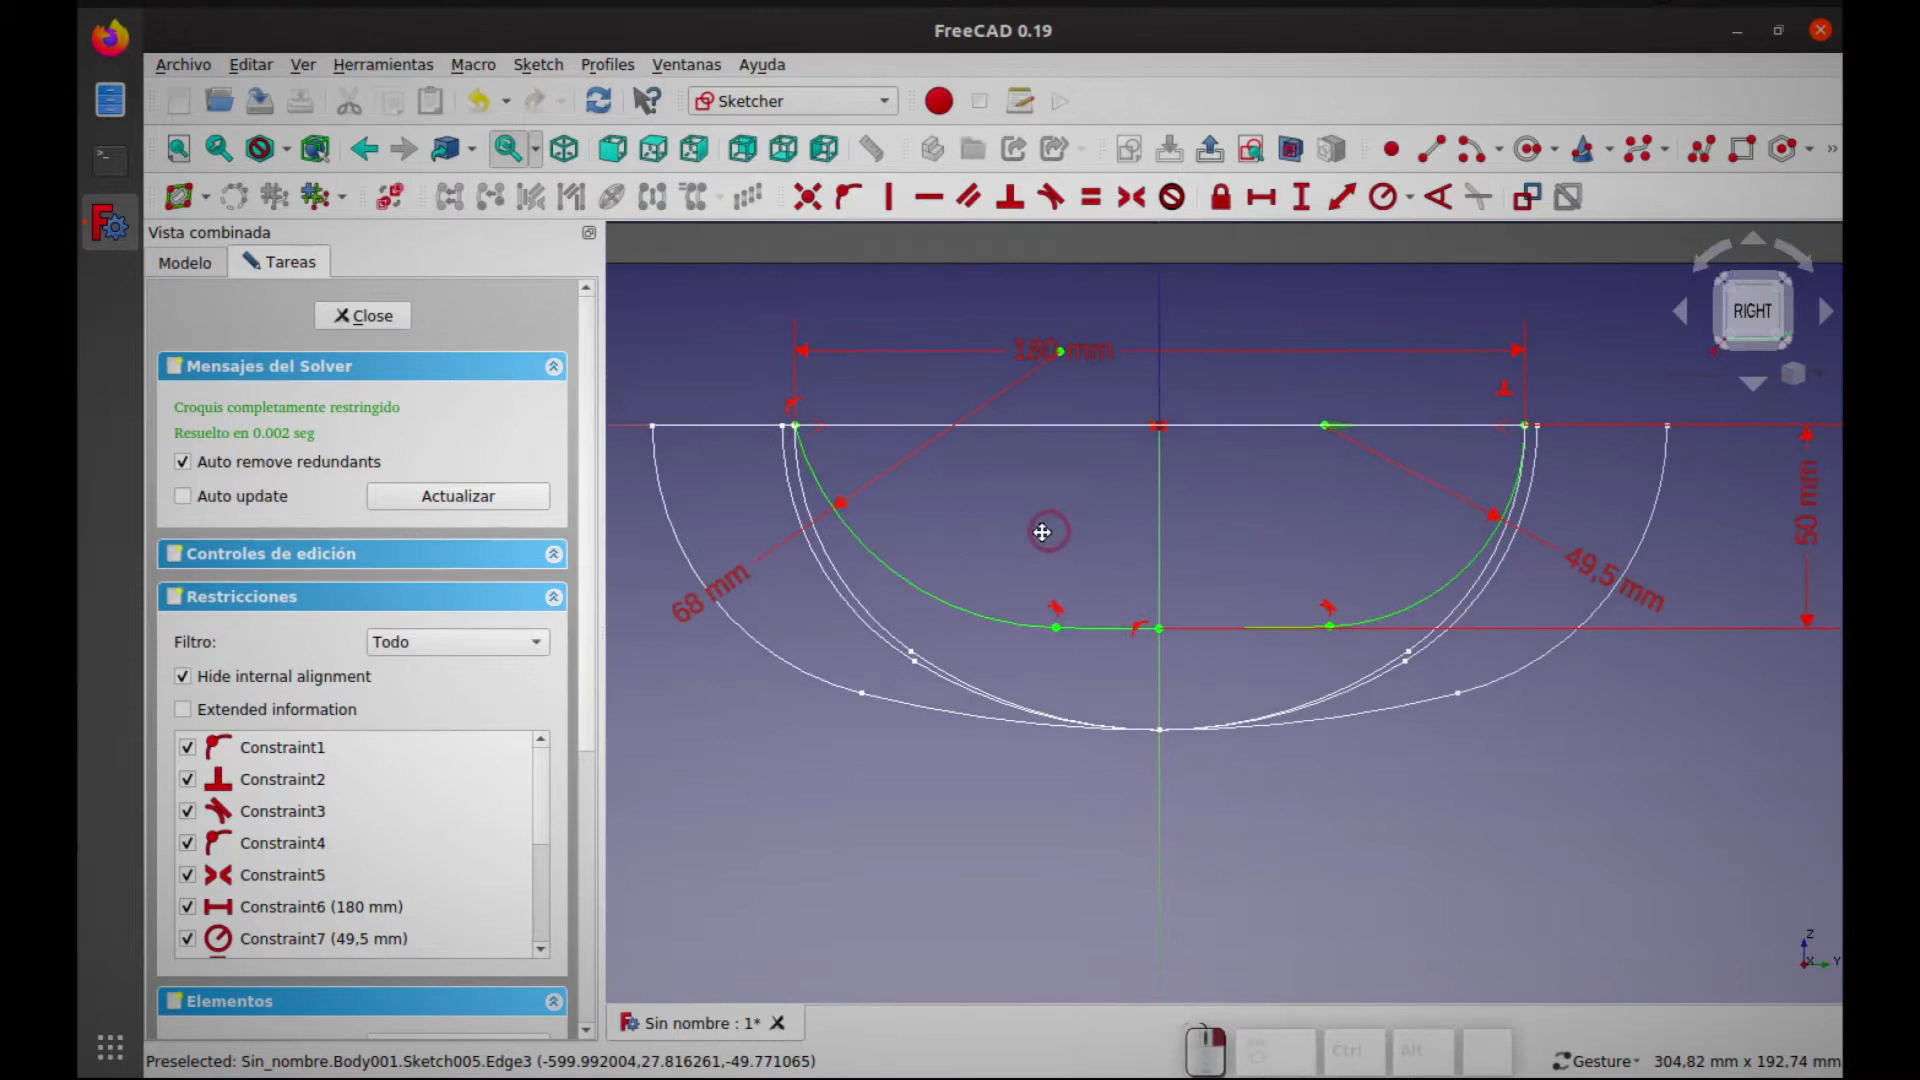 FreeCAD 0.19
Archivo Editar Ver Herramientas Macro Sketch Profiles Ventanas Ayuda
Sketcher
Vista combinada
Modelo Tareas
Close
Mensajes del Solver
Croquis completamente restringido
Resuelto en 0.002 seg
Auto remove redundants
Auto update Actualizar
Controles de edición
Restricciones
Filtro: Todo
Hide internal alignment
Extended information
Constraint1
Constraint2
Constraint3
Constraint4
Constraint5
Constraint6 (180 mm)
Constraint7 (49,5 mm)
Elementos
180 mm
68 mm
49,5 mm
50 mm
RIGHT
Z
X Y
Sin nombre : 1*
Ctrl Alt
Preselected: Sin_nombre.Body001.Sketch005.Edge3 (-599.992004,27.816261,-49.771065)
Gesture 304,82 mm x 192,74 mm